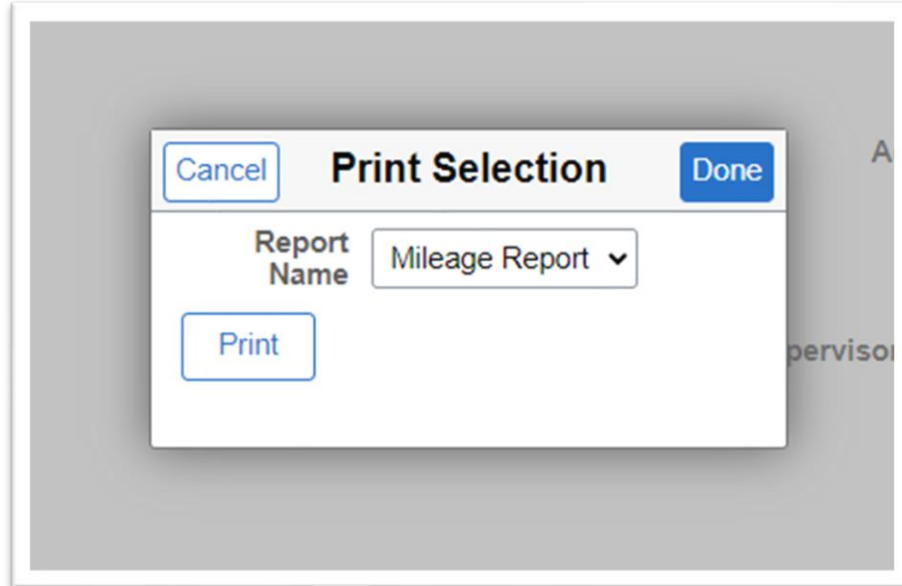 Cancel Print Selection Done
Report
Name
Mileage Report
Print